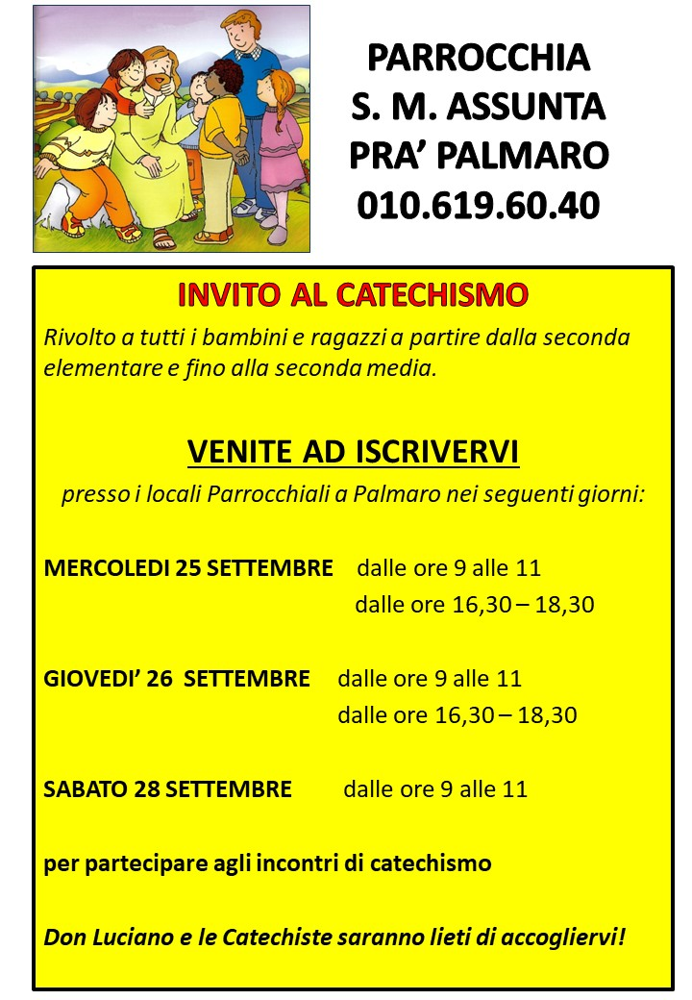 PARROCCHIA
S. M. ASSUNTA
PRA’ PALMARO
010.619.60.40
INVITO AL CATECHISMO
Rivolto a tutti i bambini e ragazzi a partire dalla seconda
elementare e fino alla seconda media.
VENITE AD ISCRIVERVI
presso i locali Parrocchiali a Palmaro nei seguenti giorni:
MERCOLEDI 25 SETTEMBRE dalle ore 9 alle 11
dalle ore 16,30 – 18,30
GIOVEDI’ 26 SETTEMBRE dalle ore 9 alle 11
dalle ore 16,30 – 18,30
SABATO 28 SETTEMBRE dalle ore 9 alle 11
per partecipare agli incontri di catechismo
Don Luciano e le Catechiste saranno lieti di accogliervi!